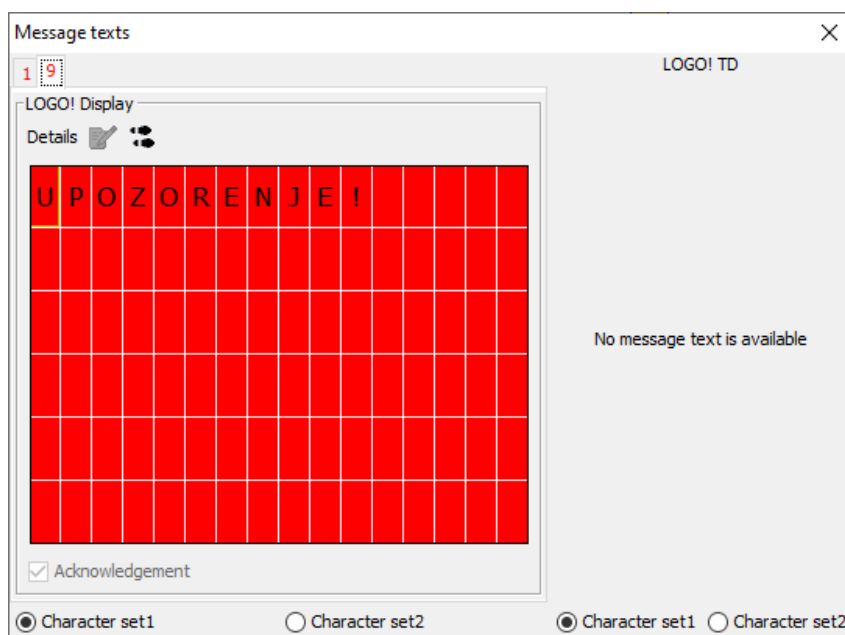 Message texts
1 9
LOGO! TD
LOGO! Display
Details
UPOZORENJE!
No message text is available
Acknowledgement
Character set1 Character set2 Character set1 Character set2